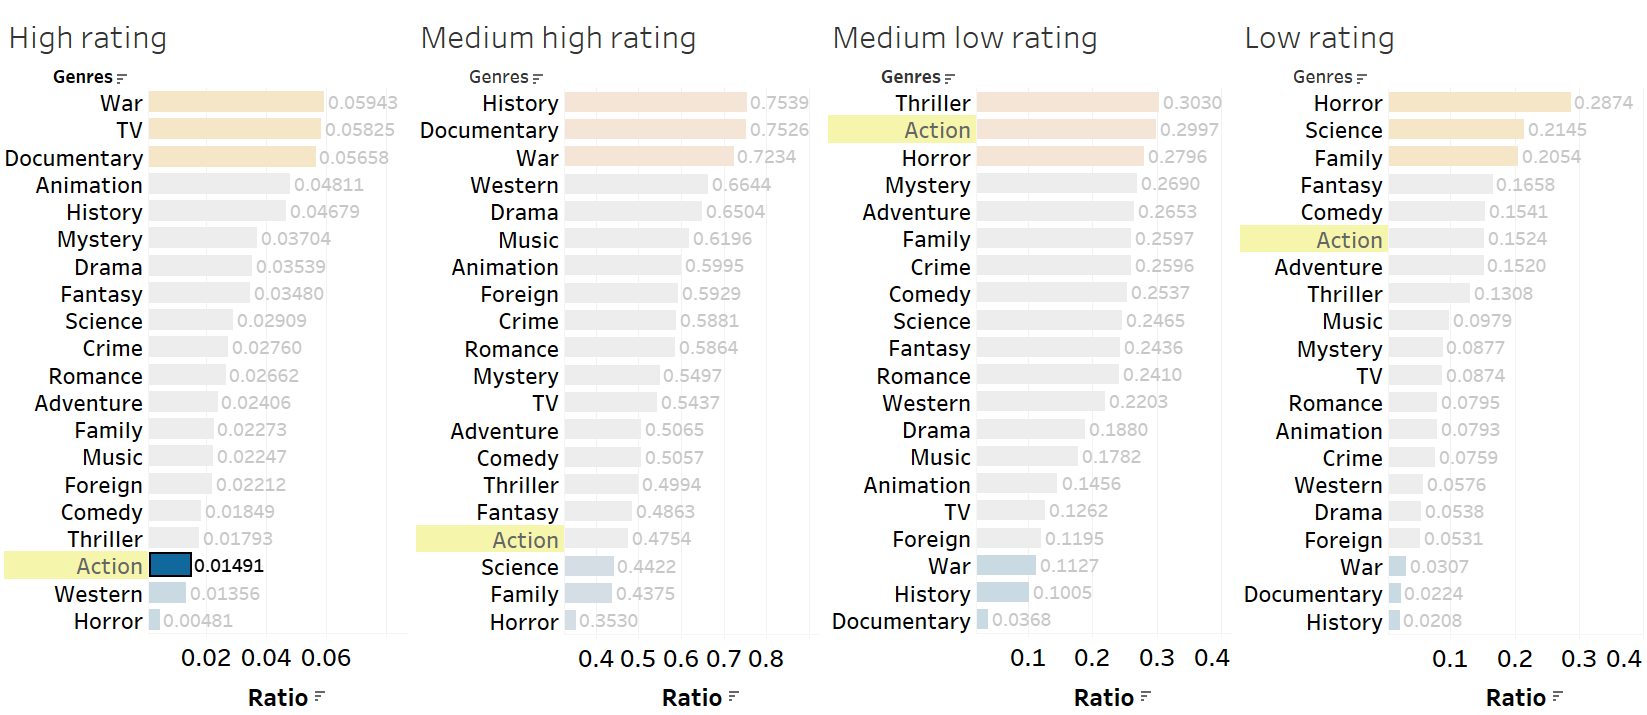 High rating
Genres
War 0.05943
TV 0.05825
Documentary 0.05658
Animation 0.04811
History 0.04679
Mystery 0.03704
Drama 0.03539
Fantasy 0.03480
Science 0.02909
Crime 0.02760
Romance 0.02662
Adventure 0.02406
Family 0.02273
Music 0.02247
Foreign 0.02212
Comedy 0.01849
Thriller 0.01793
Action 0.01491
Western 0.01356
Horror 0.00481
0.02 0.04 0.06
Ratio
Medium high rating
Genres
History 0.7539
Documentary 0.7526
War 0.7234
Western 0.6644
Drama 0.6504
Music 0.6196
Animation 0.5995
Foreign 0.5929
Crime 0.5881
Romance 0.5864
Mystery 0.5497
TV 0.5437
Adventure 0.5065
Comedy 0.5057
Thriller 0.4994
Fantasy 0.4863
Action 0.4754
Science 0.4422
Family 0.4375
Horror 0.3530
0.4 0.5 0.6 0.7 0.8
Ratio
Medium low rating
Genres
Thriller 0.3030
Action 0.2997
Horror 0.2796
Mystery 0.2690
Adventure 0.2653
Family 0.2597
Crime 0.2596
Comedy 0.2537
Science 0.2465
Fantasy 0.2436
Romance 0.2410
Western 0.2203
Drama 0.1880
Music 0.1782
Animation 0.1456
TV 0.1262
Foreign 0.1195
War 0.1127
History 0.1005
Documentary 0.0368
0.1 0.2 0.3 0.4
Ratio
Low rating
Genres
Horror 0.2874
Science 0.2145
Family 0.2054
Fantasy 0.1658
Comedy 0.1541
Action 0.1524
Adventure 0.1520
Thriller 0.1308
Music 0.0979
Mystery 0.0877
TV 0.0874
Romance 0.0795
Animation 0.0793
Crime 0.0759
Western 0.0576
Drama 0.0538
Foreign 0.0531
War 0.0307
Documentary 0.0224
History 0.0208
0.1 0.2 0.3 0.4
Ratio